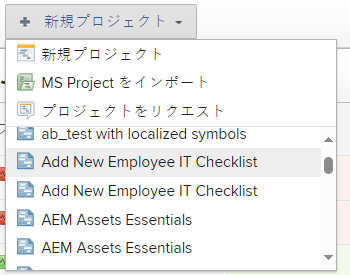 新規プロジェクト
新規プロジェクト
MS Project をインポート
プロジェクトをリクエスト
ab_test with localized symbols
Add New Employee IT Checklist
Add New Employee IT Checklist
AEM Assets Essentials
AEM Assets Essentials